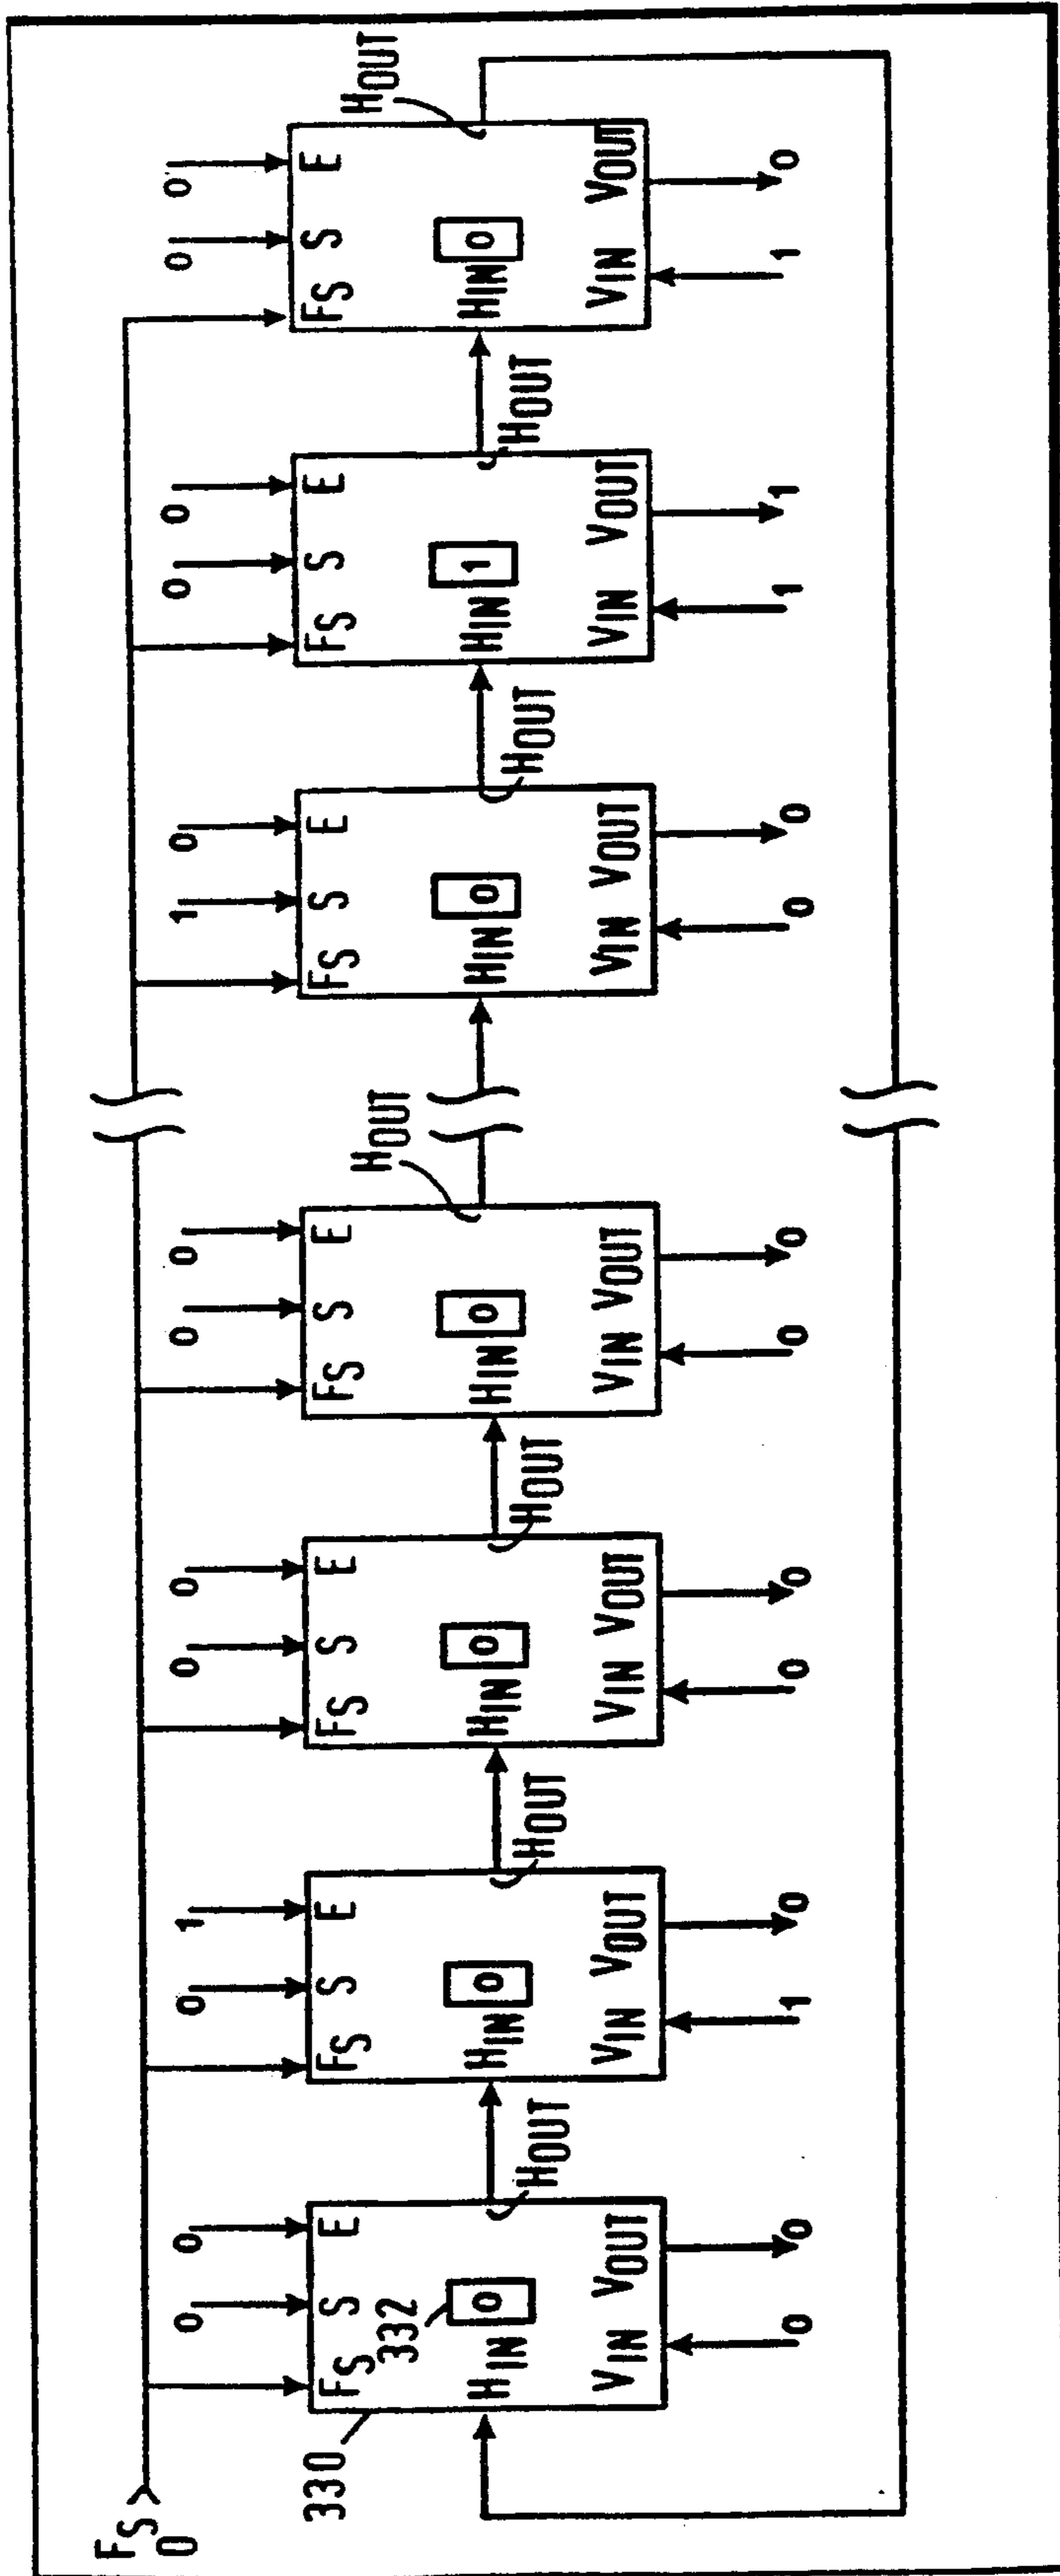 FS
0
0 0 0 1 0 0 0 0 1 0 0 0 0 0
FS S E FS S E FS S E FS S E FS S E FS S E FS S E
330 332
HOUT HOUT
HIN 0 HIN 0 HIN 0 HIN 0 HIN 0 HIN 1 HIN 0
HOUT HOUT HOUT HOUT HOUT
VIN VOUT VIN VOUT VIN VOUT VIN VOUT VIN VOUT VIN VOUT VIN VOUT
0 0 1 0 0 0 0 0 0 0 1 1 1 0